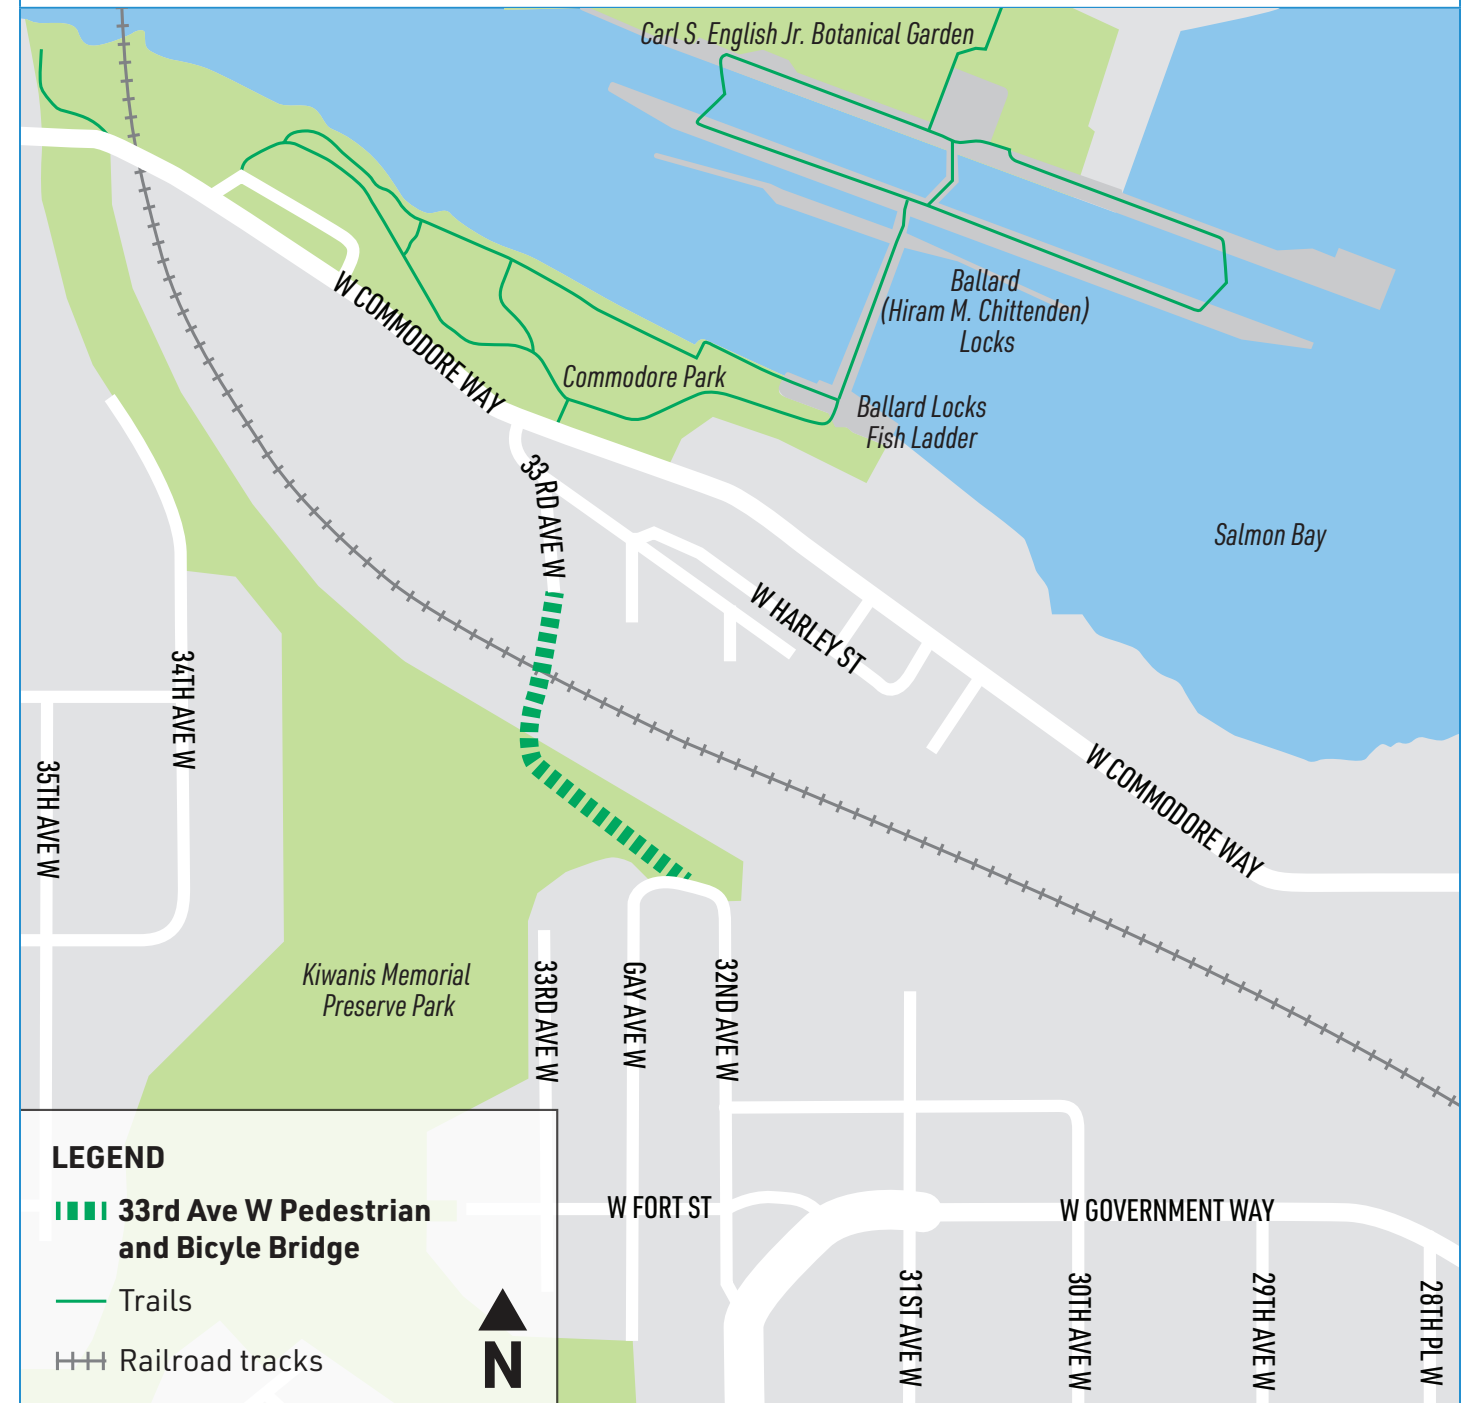 Carl S. English Jr. Botanical Garden
Ballard
(Hiram M. Chittenden)
Locks
W COMMODORE WAY
Commodore Park
Ballard Locks
Fish Ladder
33RD AVE W
Salmon Bay
W HARLEY ST
34TH AVE W
35TH AVE W
W COMMODORE WAY
Kiwanis Memorial
Preserve Park
33RD AVE W
GAY AVE W
32ND AVE W
W FORT ST
W GOVERNMENT WAY
31ST AVE W
30TH AVE W
29TH AVE W
28TH PL W
LEGEND
33rd Ave W Pedestrian
and Bicyle Bridge
Trails
Railroad tracks
N